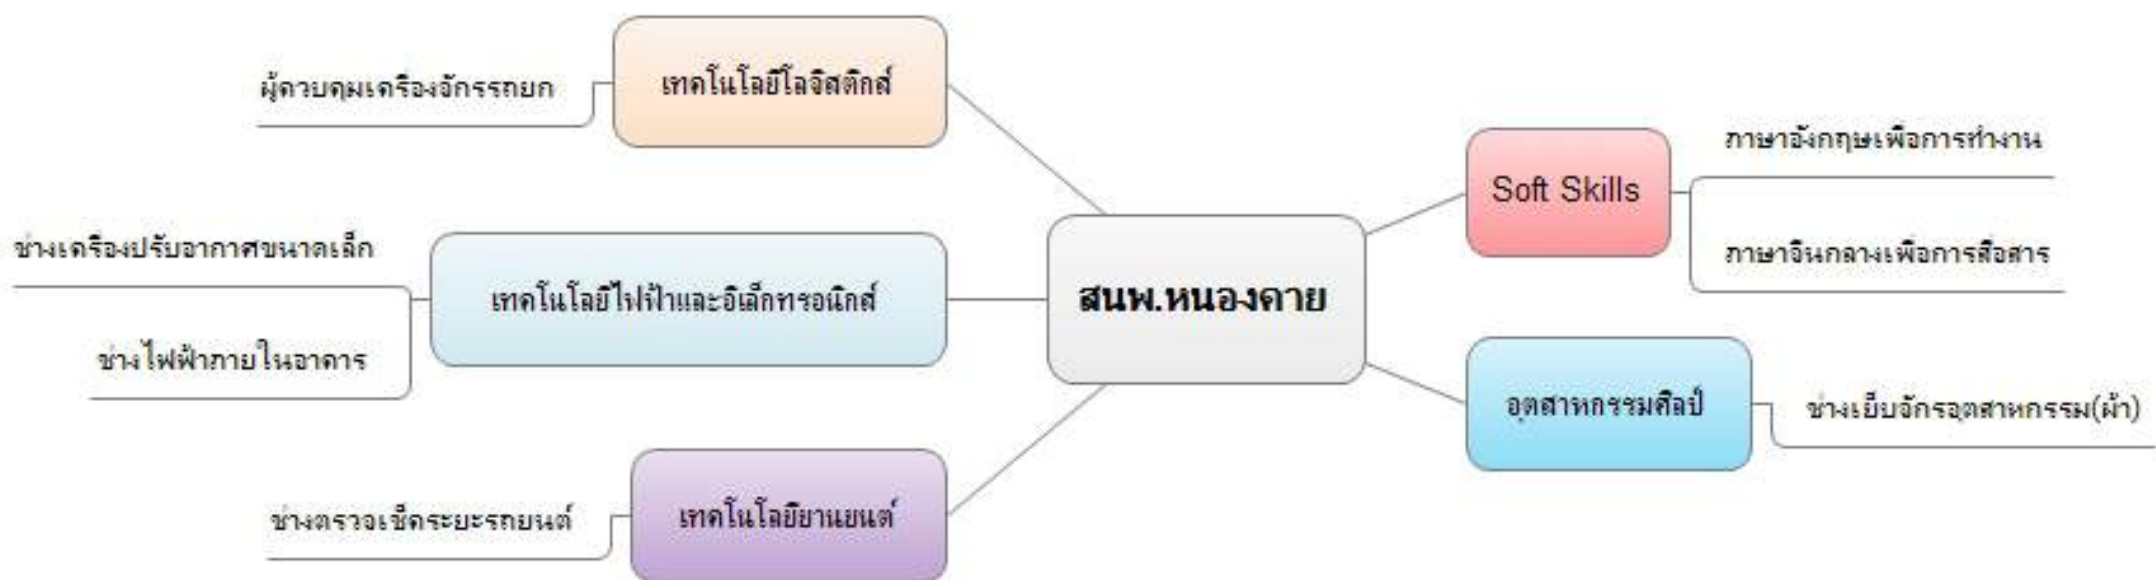 เทคโนโลยีโลจิสติกส์
ผู้ควบคุมเครื่องจักรรถยก
เทคโนโลยีไฟฟ้าและอิเล็กทรอนิกส์
ช่างเครื่องปรับอากาศขนาดเล็ก
ช่างไฟฟ้าภายในอาคาร
เทคโนโลยียานยนต์
ช่างตรวจเช็คระยะรถยนต์
สนพ.หนองคาย
Soft Skills
ภาษาอังกฤษเพื่อการทำงาน
ภาษาจีนกลางเพื่อการสื่อสาร
อุตสาหกรรมศิลป์
ช่างเย็บจักรอุตสาหกรรม(ผ้า)